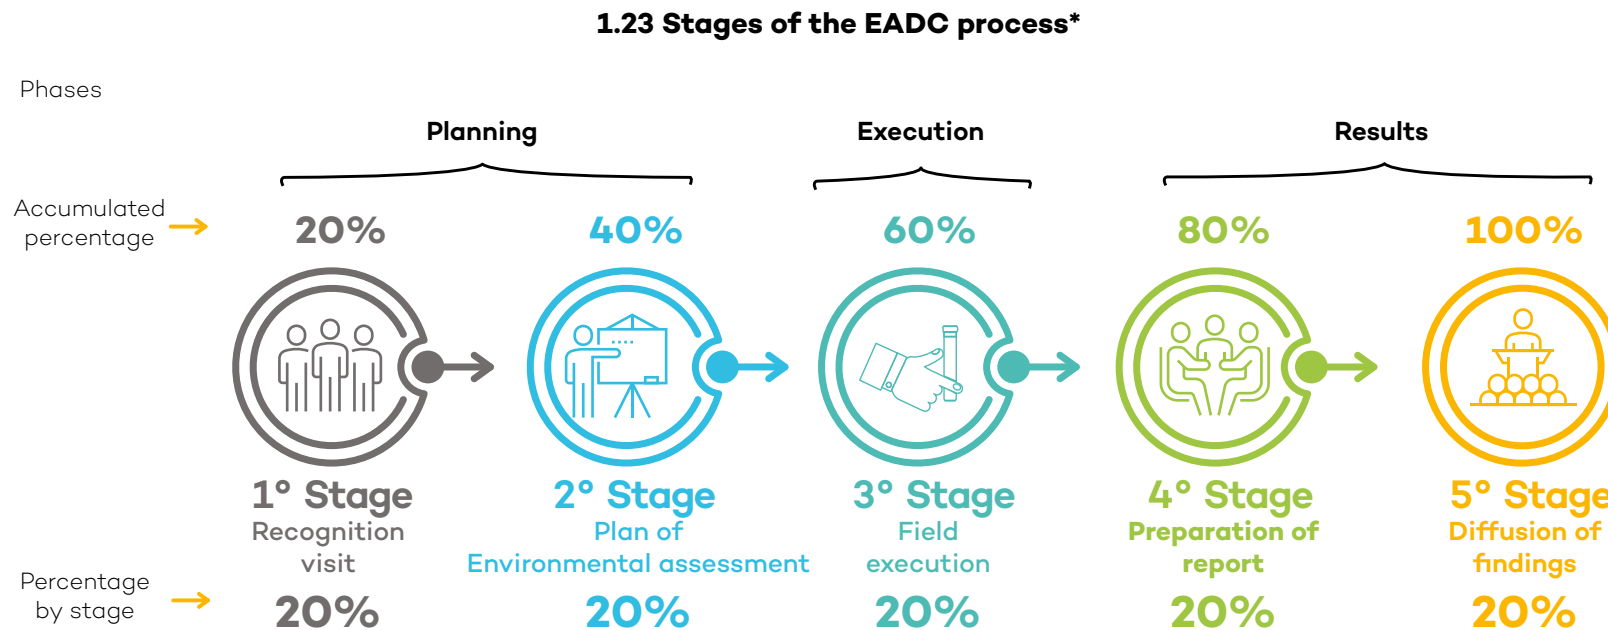 1.23 Stages of the EADC process*
Phases
Planning
Execution
Results
Accumulated
percentage
20%
40%
60%
80%
100%
1° Stage
Recognition
visit
2° Stage
Plan of
Environmental assessment
3° Stage
Field
execution
4° Stage
Preparation of
report
5° Stage
Diffusion of
findings
Percentage
by stage
20%
20%
20%
20%
20%